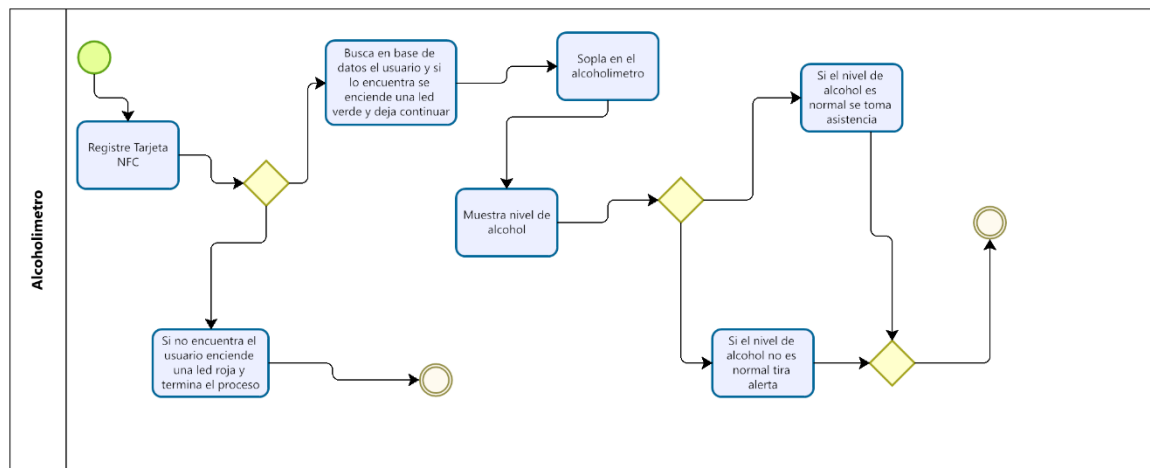 Alcoholimetro
Registre Tarjeta
NFC
Busca en base de
datos el usuario y si
lo encuentra se
enciende una led
verde y deja continuar
Sopla en el
alcoholimetro
Muestra nivel de
alcohol
Si el nivel de
alcohol es
normal se toma
asistencia
Si no encuentra el
usuario enciende
una led roja y
termina el proceso
Si el nivel de
alcohol no es
normal tira
alerta